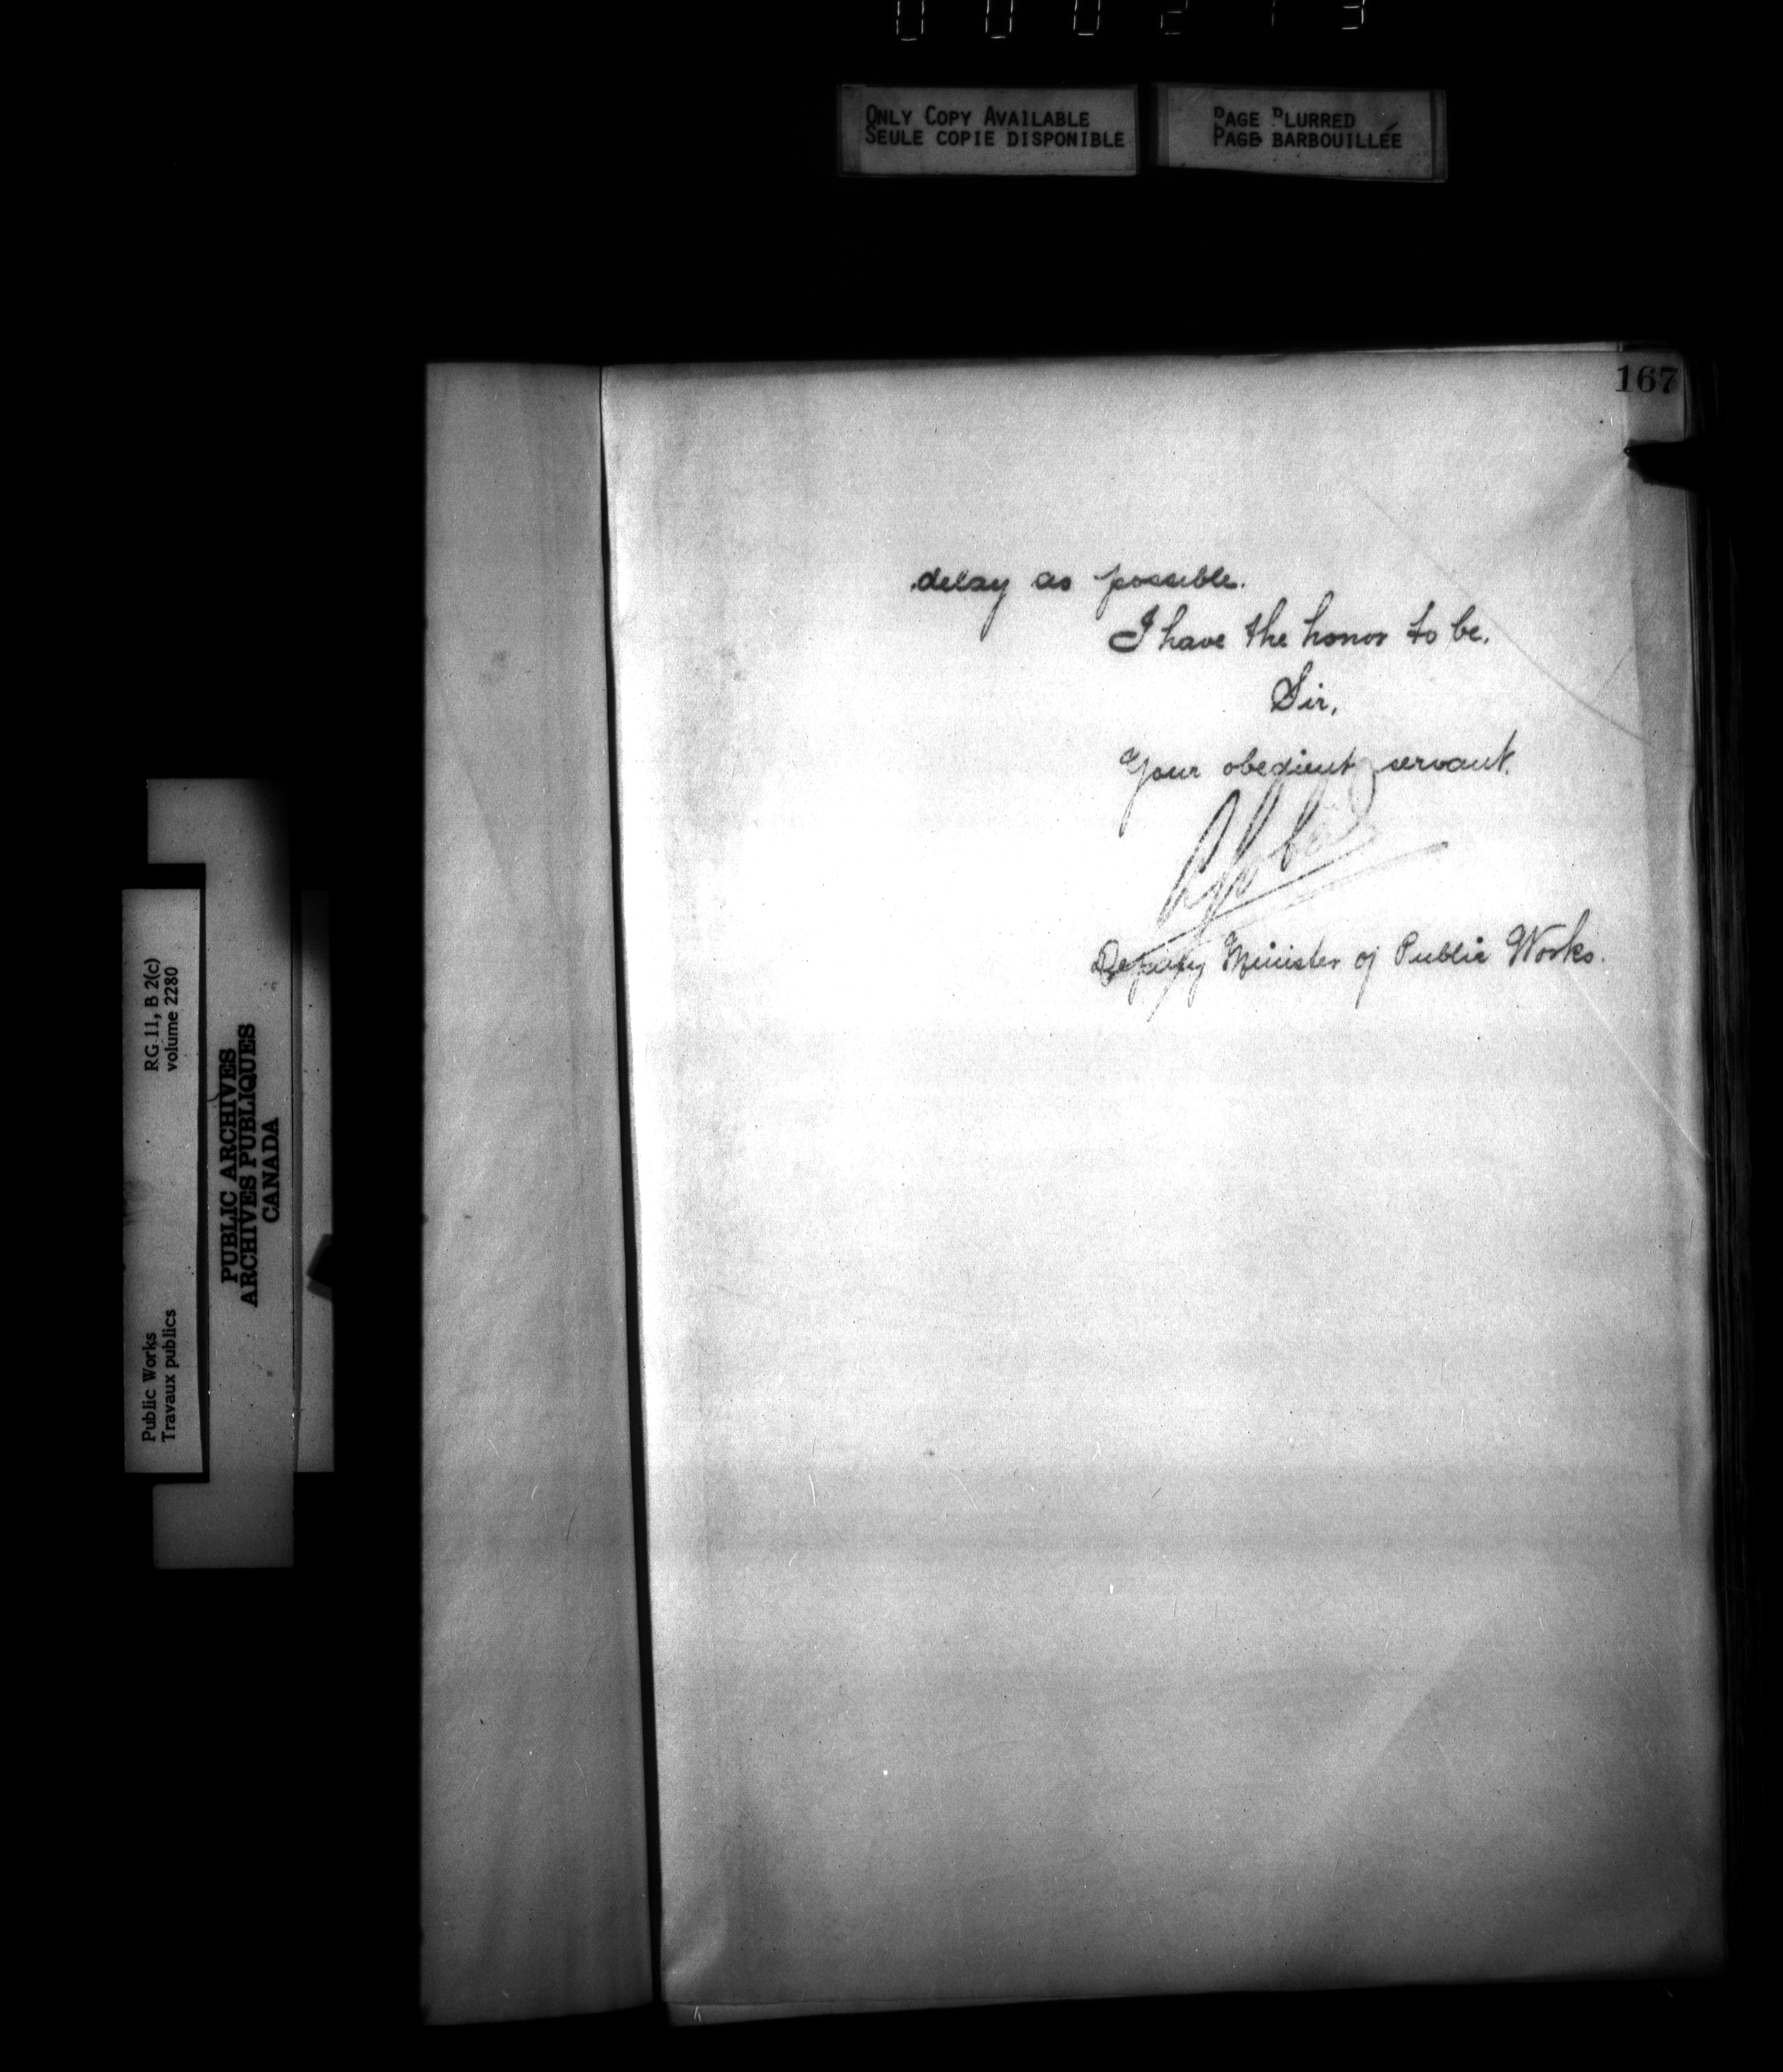 000213
ONLY COPY AVAILABLE
SEULE COPIE DISPONIBLE
PAGE BLURRED
PAGE BARBOUILLÉE
167
delay as possible.
I have the honor to be.
Sir,
Your obedient servant.
Deputy Minister of Public Works.
RG 11, B 2(c)
volume 2280
Public Works
Travaux publics
PUBLIC ARCHIVES
ARCHIVES PUBLIQUES
CANADA